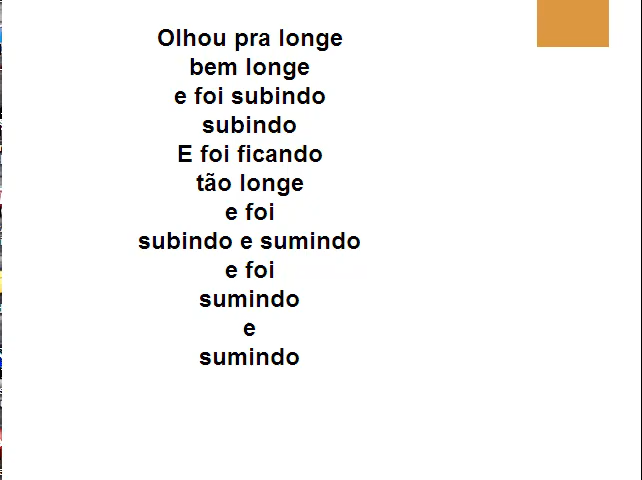 Olhou pra longe
bem longe
e foi subindo
subindo
E foi ficando
tão longe
e foi
subindo e sumindo
e foi
sumindo
e
sumindo